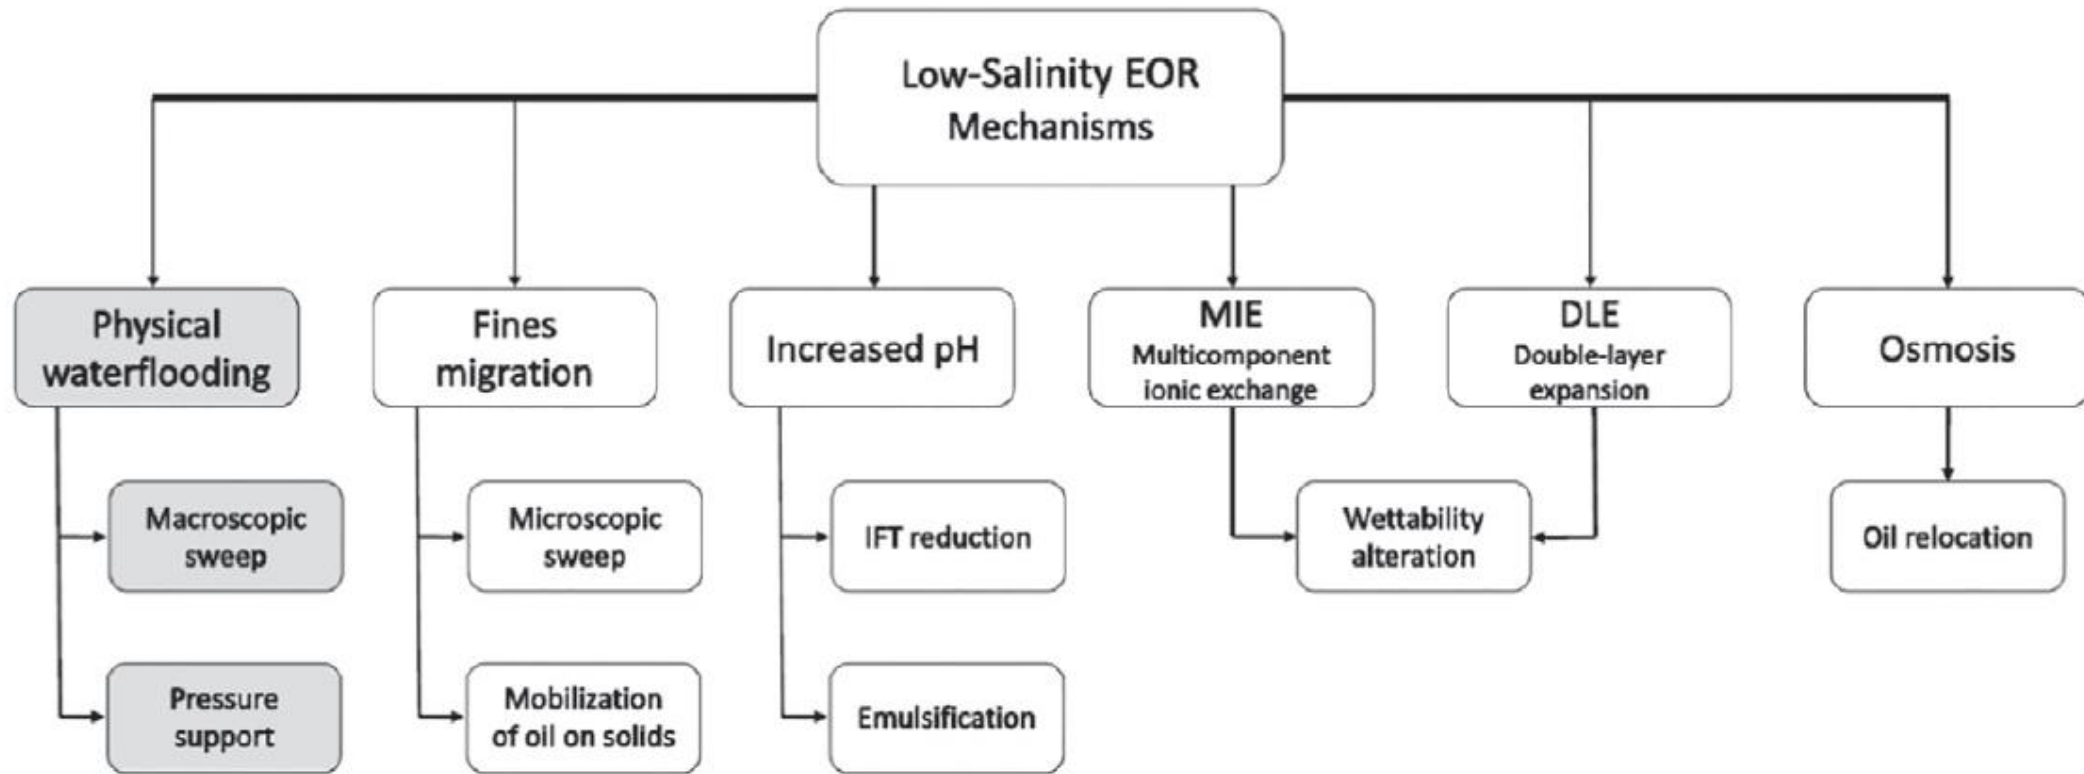 Low-Salinity EOR
Mechanisms
Physical
waterflooding
Fines
migration
Increased pH
MIE
Multicomponent
ionic exchange
DLE
Double-layer
expansion
Osmosis
Macroscopic
sweep
Microscopic
sweep
IFT reduction
Wettability
alteration
Oil relocation
Pressure
support
Mobilization
of oil on solids
Emulsification